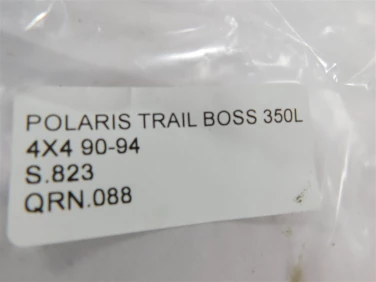 POLARIS TRAIL BOSS 350L
4X4 90-94
S.823
QRN.088